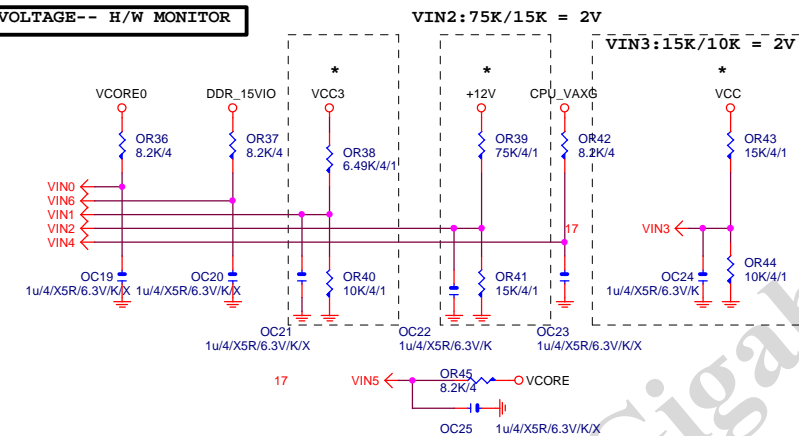 VOLTAGE-- H/W MONITOR
VIN2:75K/15K = 2V
VIN3:15K/10K = 2V
*
*
*
VCORE0
DDR_15VIO
VCC3
+12V
CPU_VAXG
VCC
OR36
8.2K/4
OR37
8.2K/4
OR38
6.49K/4/1
OR39
75K/4/1
OR42
8.2K/4
OR43
15K/4/1
VIN0
VIN6
VIN1
VIN2
VIN4
17
VIN3
OC19
1u/4/X5R/6.3V/K/X
OC20
1u/4/X5R/6.3V/K/X
OR40
10K/4/1
OR41
15K/4/1
OC24
1u/4/X5R/6.3V/K
OR44
10K/4/1
OC21
1u/4/X5R/6.3V/K/X
OC22
1u/4/X5R/6.3V/K
OC23
1u/4/X5R/6.3V/K/X
17
VIN5
OR45
8.2K/4
VCORE
OC25
1u/4/X5R/6.3V/K/X